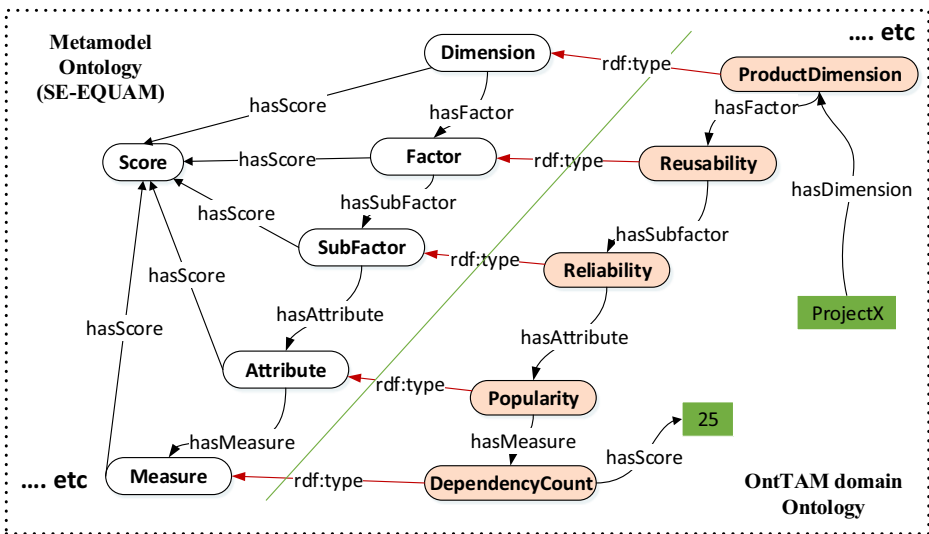 .... etc
Metamodel
Ontology
(SE-EQUAM)
Dimension
rdf:type
ProductDimension
hasScore
hasFactor
hasFactor
Score
hasScore
Factor
rdf:type
Reusability
hasSubFactor
hasDimension
hasScore
SubFactor
hasSubfactor
rdf:type
Reliability
hasScore
hasAttribute
ProjectX
hasScore
hasAttribute
Attribute
rdf:type
Popularity
25
hasMeasure
hasMeasure
hasScore
.... etc
Measure
rdf:type
DependencyCount
OntTAM domain
Ontology